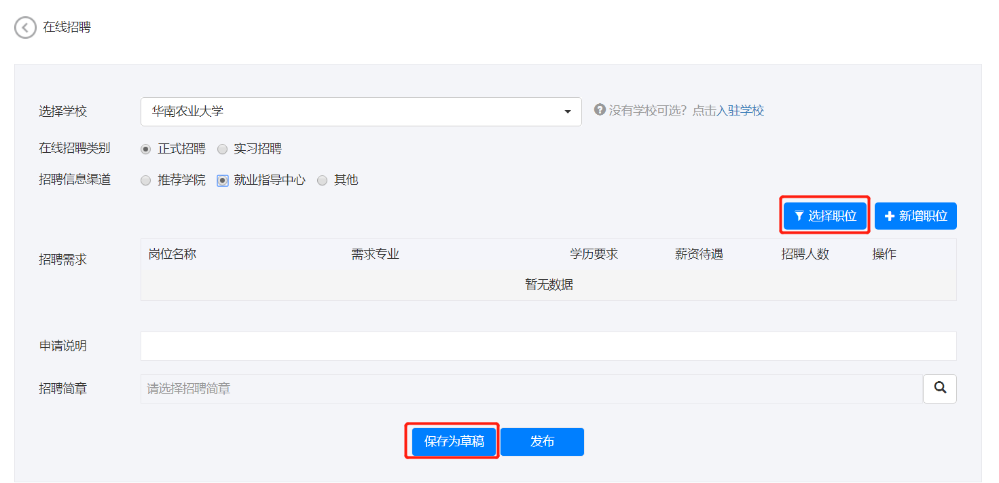 在线招聘
选择学校 华南农业大学 没有学校可选？点击入驻学校
在线招聘类别 正式招聘 实习招聘
招聘信息渠道 推荐学院 就业指导中心 其他
选择职位 新增职位
招聘需求
岗位名称 需求专业 学历要求 薪资待遇 招聘人数 操作
暂无数据
申请说明
招聘简章 请选择招聘简章
保存为草稿 发布